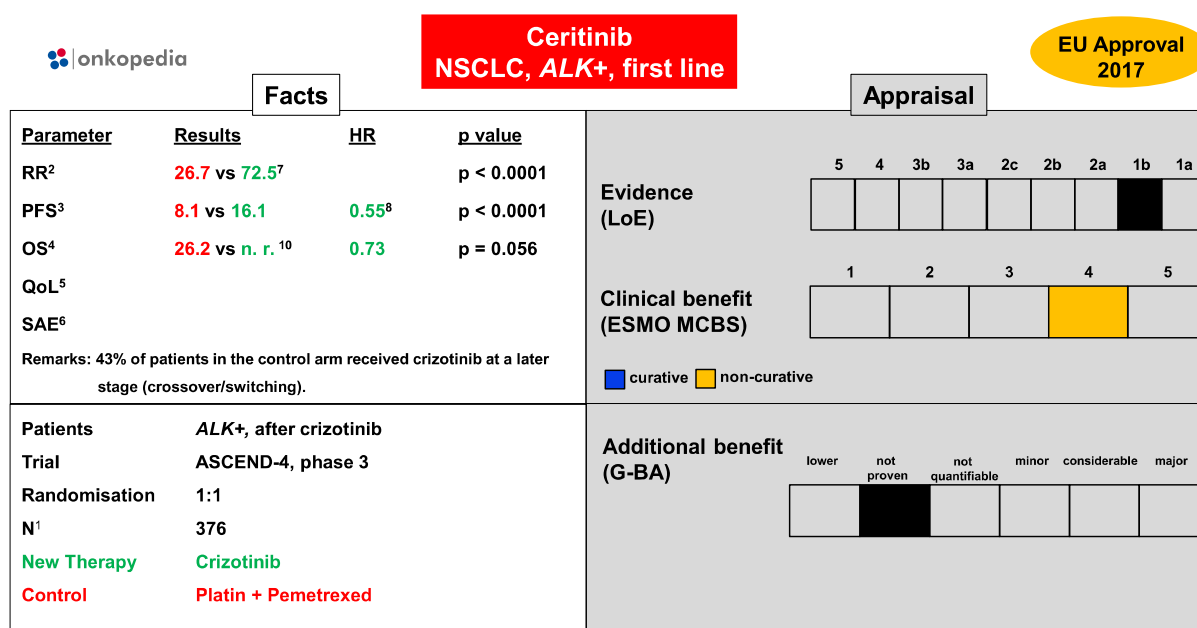 onkopedia
Ceritinib
NSCLC, ALK+, first line
EU Approval
2017
Facts
Parameter Results HR p value
RR2 26.7 vs 72.57 p < 0.0001
PFS3 8.1 vs 16.1 0.558 p < 0.0001
OS4 26.2 vs n. r. 10 0.73 p = 0.056
QoL5
SAE6
Remarks: 43% of patients in the control arm received crizotinib at a later
stage (crossover/switching).
Patients ALK+, after crizotinib
Trial ASCEND-4, phase 3
Randomisation 1:1
N1 376
New Therapy Crizotinib
Control Platin + Pemetrexed
Appraisal
5 4 3b 3a 2c 2b 2a 1b 1a
Evidence
(LoE)
1 2 3 4 5
Clinical benefit
(ESMO MCBS)
curative non-curative
Additional benefit
(G-BA)
lower not proven not quantifiable minor considerable major